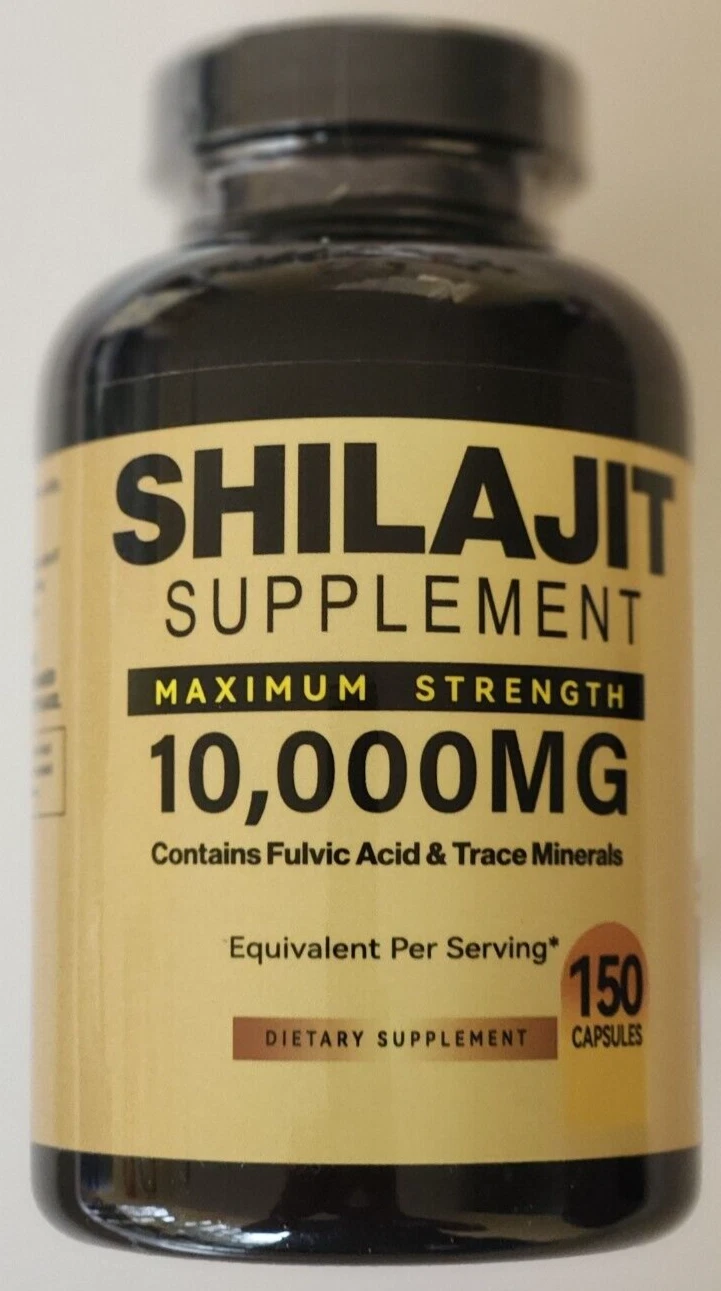 SHILAJIT
SUPPLEMENT
MAXIMUM STRENGTH
10,000MG
Contains Fulvic Acid & Trace Minerals
Equivalent Per Serving*
150
CAPSULES
DIETARY SUPPLEMENT